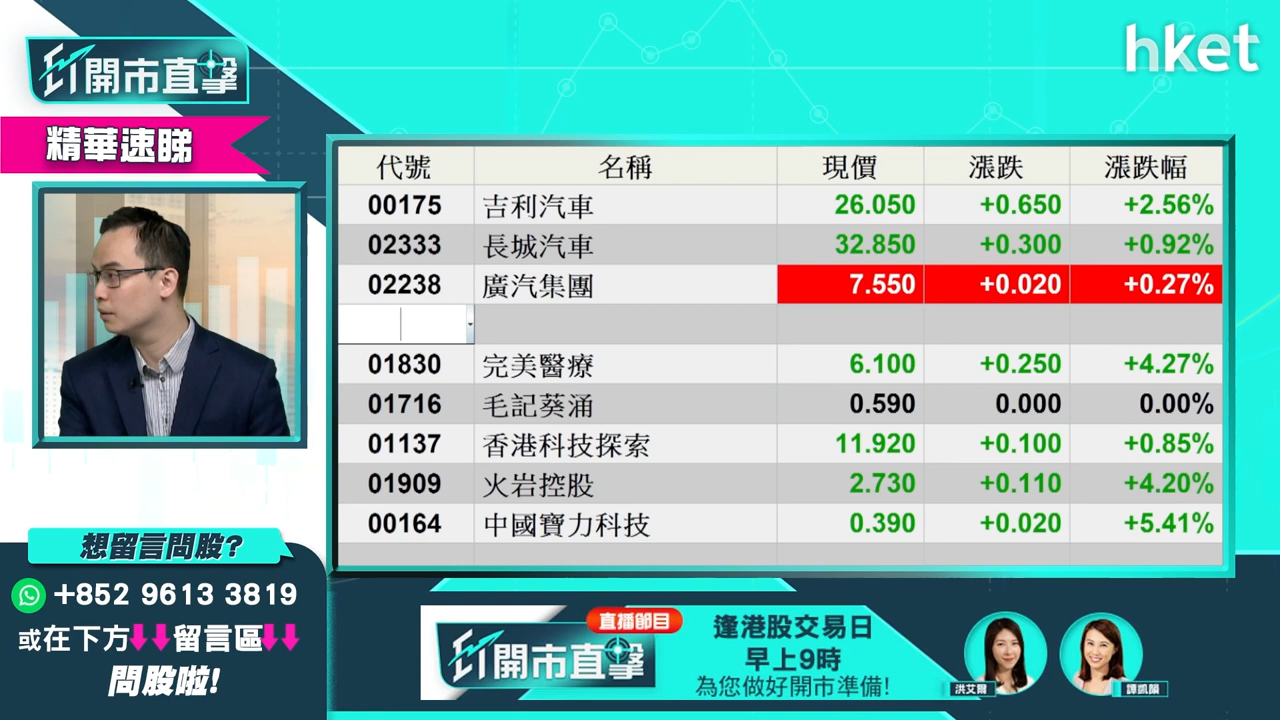 hket
ET開市直擊
精華速睇
代號 名稱 現價 漲跌 漲跌幅
00175 吉利汽車 26.050 +0.650 +2.56%
02333 長城汽車 32.850 +0.300 +0.92%
02238 廣汽集團 7.550 +0.020 +0.27%
01830 完美醫療 6.100 +0.250 +4.27%
01716 毛記葵涌 0.590 0.000 0.00%
01137 香港科技探索 11.920 +0.100 +0.85%
01909 火岩控股 2.730 +0.110 +4.20%
00164 中國寶力科技 0.390 +0.020 +5.41%
想留言問股?
+852 9613 3819
或在下方留言區
問股啦!
直播節目
ET開市直擊
逢港股交易日
早上9時
為您做好開市準備!
洪艾爾
譚凱頤